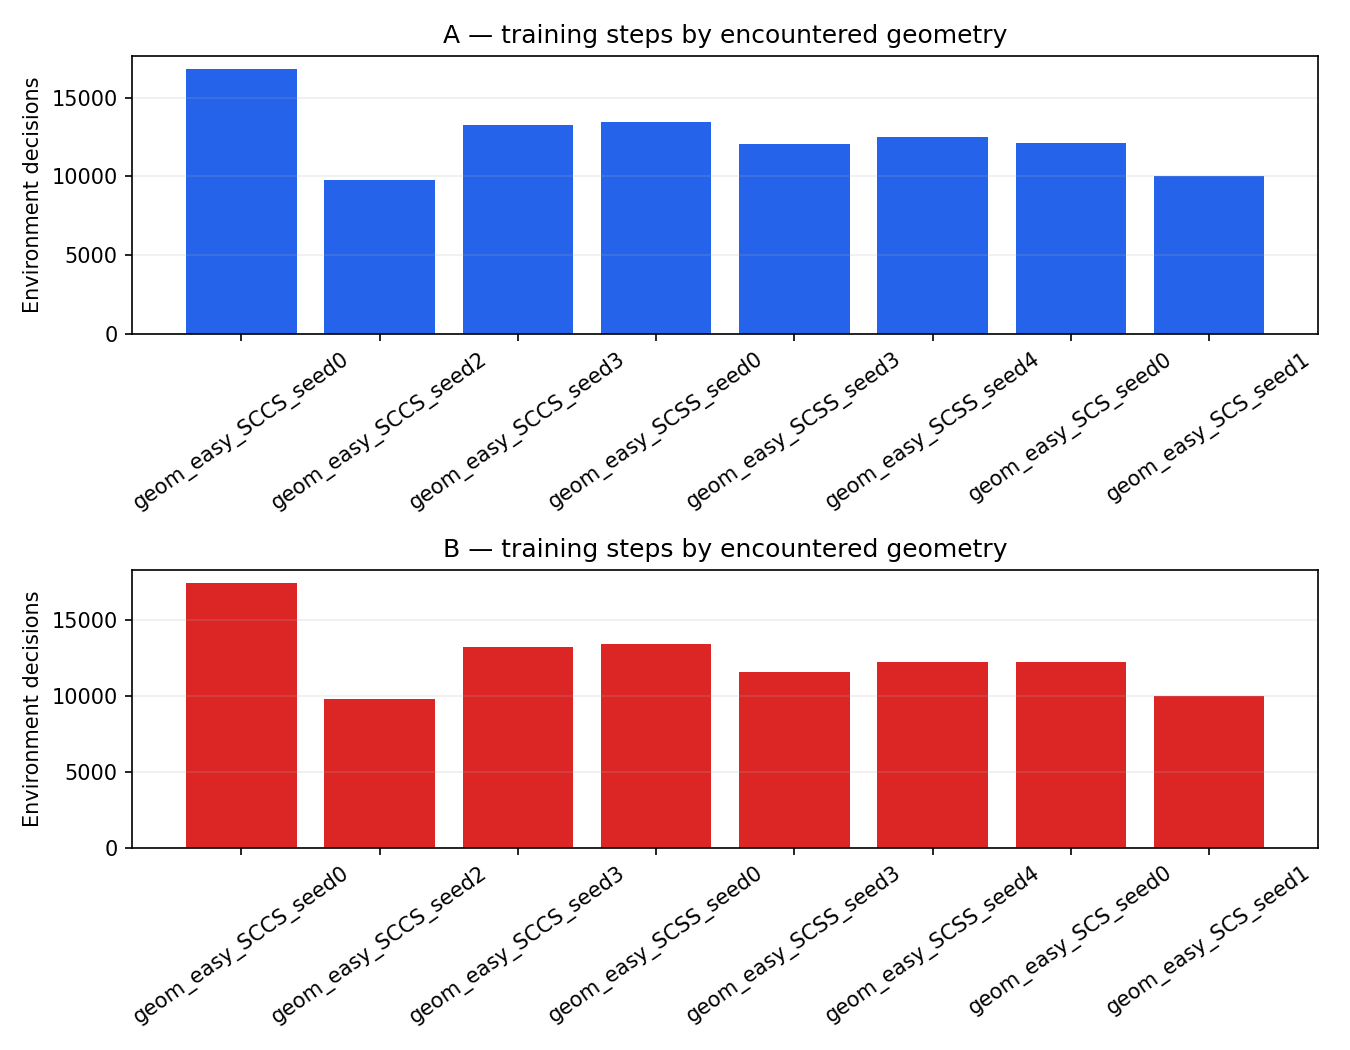 A — training steps by encountered geometry
Environment decisions
15000
10000
5000
0
geom_easy_SCCS_seed0
geom_easy_SCCS_seed2
geom_easy_SCCS_seed3
geom_easy_SCSS_seed0
geom_easy_SCSS_seed3
geom_easy_SCSS_seed4
geom_easy_SCS_seed0
geom_easy_SCS_seed1
B — training steps by encountered geometry
Environment decisions
15000
10000
5000
0
geom_easy_SCCS_seed0
geom_easy_SCCS_seed2
geom_easy_SCCS_seed3
geom_easy_SCSS_seed0
geom_easy_SCSS_seed3
geom_easy_SCSS_seed4
geom_easy_SCS_seed0
geom_easy_SCS_seed1